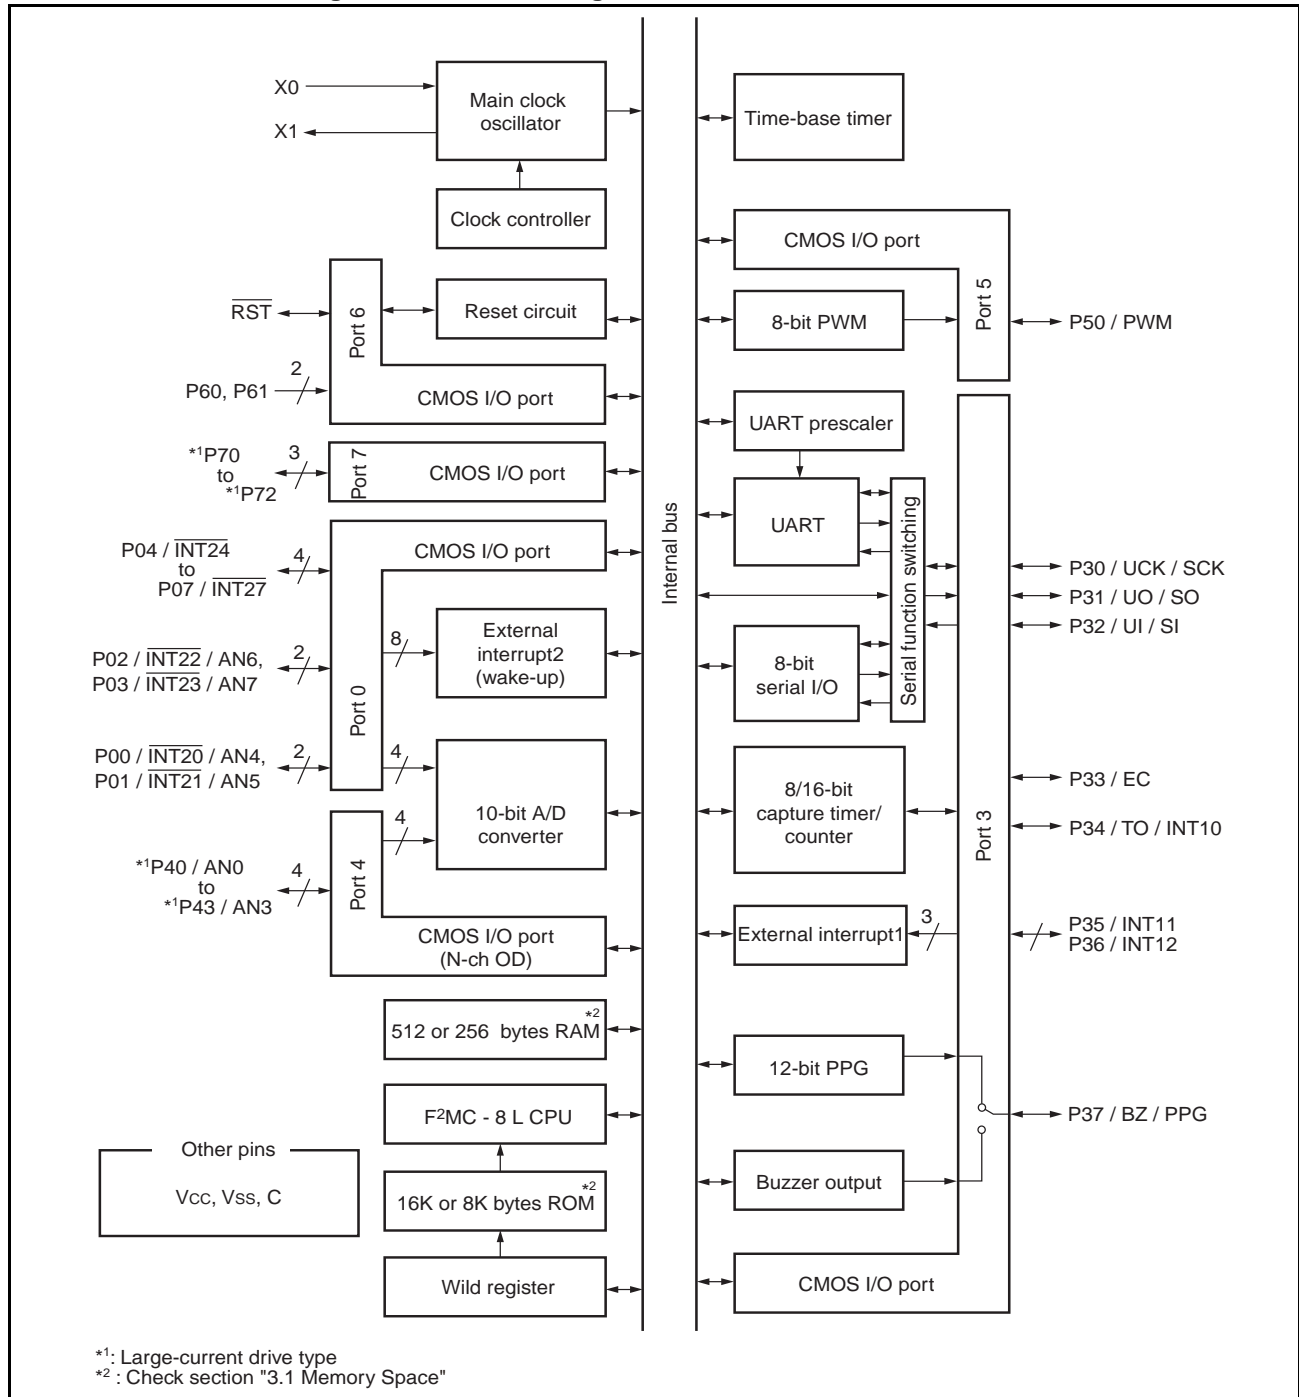 X0
X1
Main clock
oscillator
Clock controller
RST
Port 6
Reset circuit
P60, P61
2
CMOS I/O port
*1P70
to
*1P72
3
Port 7
CMOS I/O port
P04 / INT24
to
P07 / INT27
4
CMOS I/O port
P02 / INT22 / AN6,
P03 / INT23 / AN7
2
Port 0
8
External
interrupt2
(wake-up)
P00 / INT20 / AN4,
P01 / INT21 / AN5
2
4
10-bit A/D
converter
4
*1P40 / AN0
to
*1P43 / AN3
4
Port 4
CMOS I/O port
(N-ch OD)
512 or 256 bytes RAM*2
F2MC - 8 L CPU
Other pins
VCC, VSS, C
16K or 8K bytes ROM*2
Wild register
Internal bus
Time-base timer
CMOS I/O port
Port 5
8-bit PWM
P50 / PWM
UART prescaler
UART
Serial function switching
8-bit
serial I/O
P30 / UCK / SCK
P31 / UO / SO
P32 / UI / SI
8/16-bit
capture timer/
counter
Port 3
P33 / EC
P34 / TO / INT10
External interrupt1
3
P35 / INT11
P36 / INT12
12-bit PPG
P37 / BZ / PPG
Buzzer output
CMOS I/O port
*1: Large-current drive type
*2 : Check section "3.1 Memory Space"